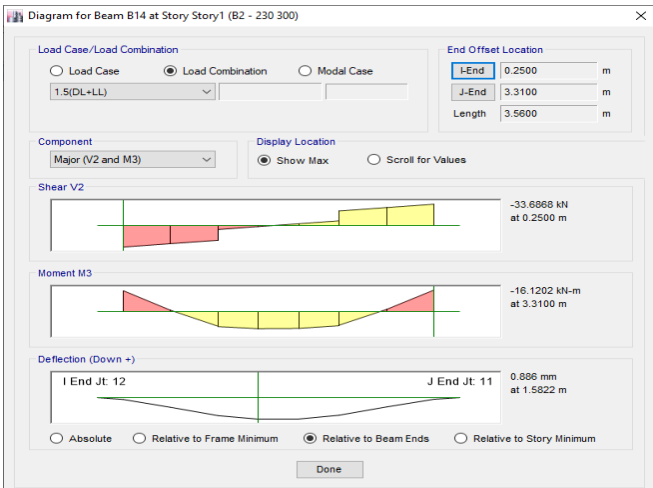 Diagram for Beam B14 at Story Story1 (B2 - 230 300)
Load Case/Load Combination
Load Case Load Combination Modal Case
1.5(DL+LL)
End Offset Location
I-End 0.2500 m
J-End 3.3100 m
Length 3.5600 m
Component
Major (V2 and M3)
Display Location
Show Max Scroll for Values
Shear V2
-33.6868 kN
at 0.2500 m
Moment M3
-16.1202 kN-m
at 3.3100 m
Deflection (Down +)
I End Jt: 12 J End Jt: 11
0.886 mm
at 1.5822 m
Absolute Relative to Frame Minimum Relative to Beam Ends Relative to Story Minimum
Done